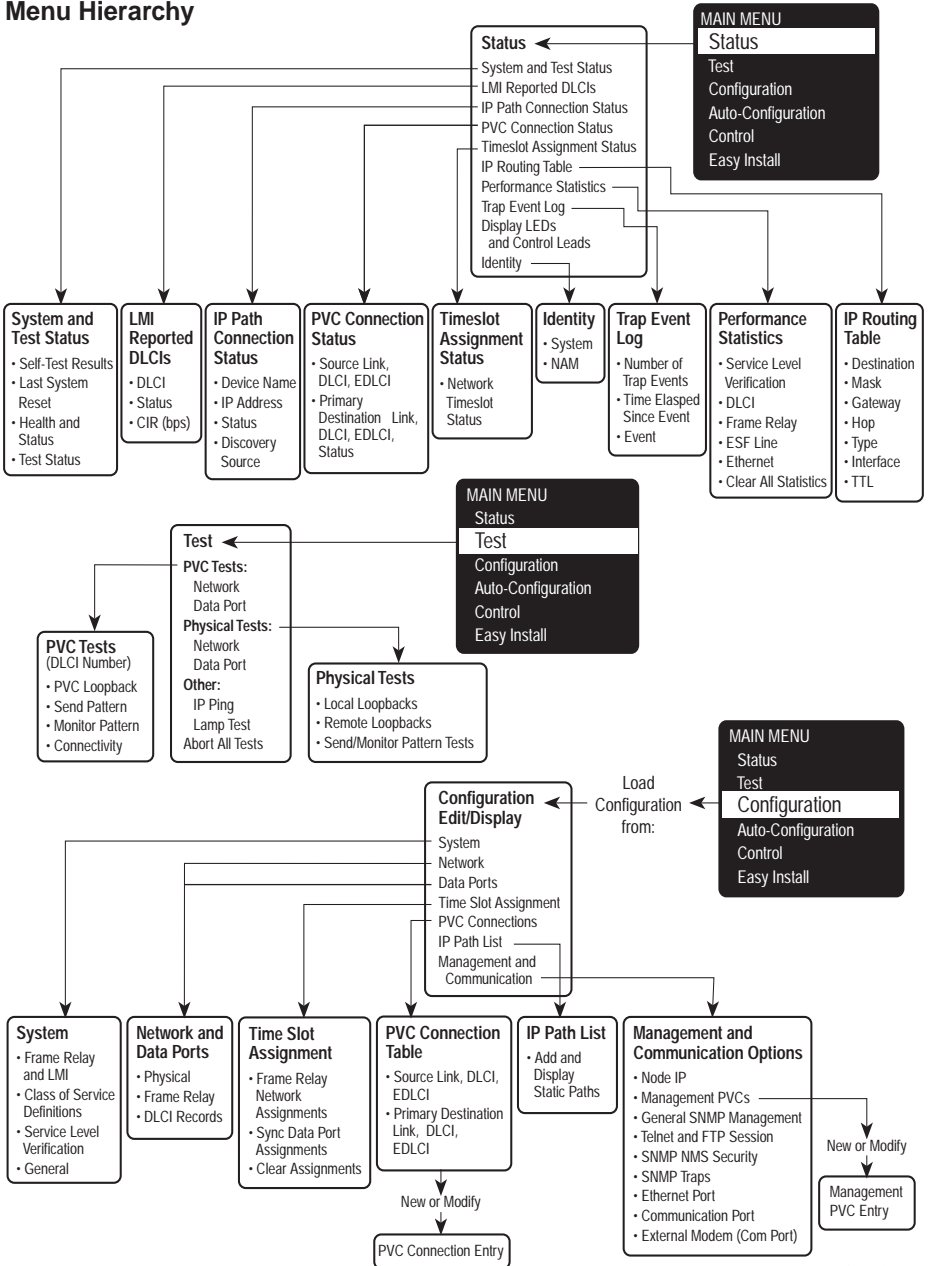 Menu Hierarchy
MAIN MENU
Status
Test
Configuration
Auto-Configuration
Control
Easy Install
Status
System and Test Status
LMI Reported DLCIs
IP Path Connection Status
PVC Connection Status
Timeslot Assignment Status
IP Routing Table
Performance Statistics
Trap Event Log
Display LEDs
and Control Leads
Identity
System and
Test Status
• Self-Test Results
• Last System
Reset
• Health and
Status
• Test Status
LMI
Reported
DLCIs
• DLCI
• Status
• CIR (bps)
IP Path
Connection
Status
• Device Name
• IP Address
• Status
• Discovery
Source
PVC Connection
Status
• Source Link,
DLCI, EDLCI
• Primary
Destination Link,
DLCI, EDLCI,
Status
Timeslot
Assignment
Status
• Network
Timeslot
Status
Identity
• System
• NAM
Trap Event
Log
• Number of
Trap Events
• Time Elasped
Since Event
• Event
Performance
Statistics
• Service Level
Verification
• DLCI
• Frame Relay
• ESF Line
• Ethernet
• Clear All Statistics
IP Routing
Table
• Destination
• Mask
• Gateway
• Hop
• Type
• Interface
• TTL
MAIN MENU
Status
Test
Configuration
Auto-Configuration
Control
Easy Install
Test
PVC Tests:
Network
Data Port
Physical Tests:
Network
Data Port
Other:
IP Ping
Lamp Test
Abort All Tests
PVC Tests
(DLCI Number)
• PVC Loopback
• Send Pattern
• Monitor Pattern
• Connectivity
Physical Tests
• Local Loopbacks
• Remote Loopbacks
• Send/Monitor Pattern Tests
MAIN MENU
Status
Test
Configuration
Auto-Configuration
Control
Easy Install
Load
Configuration
from:
Configuration
Edit/Display
System
Network
Data Ports
Time Slot Assignment
PVC Connections
IP Path List
Management and
Communication
System
• Frame Relay
and LMI
• Class of Service
Definitions
• Service Level
Verification
• General
Network and
Data Ports
• Physical
• Frame Relay
• DLCI Records
Time Slot
Assignment
• Frame Relay
Network
Assignments
• Sync Data Port
Assignments
• Clear Assignments
PVC Connection
Table
• Source Link, DLCI,
EDLCI
• Primary Destination
Link, DLCI,
EDLCI
New or Modify
PVC Connection Entry
IP Path List
• Add and
Display
Static Paths
Management and
Communication Options
• Node IP
• Management PVCs
• General SNMP Management
• Telnet and FTP Session
• SNMP NMS Security
• SNMP Traps
• Ethernet Port
• Communication Port
• External Modem (Com Port)
New or Modify
Management
PVC Entry